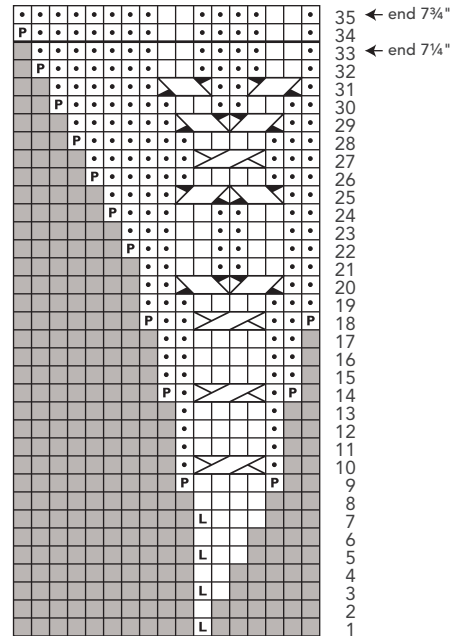 35 ← end 7¾"
P 34
33 ← end 7¼"
P 32
31
P 30
29
P 28
27
P 26
25
P 24
23
P 22
21
20
19
P P 18
17
16
15
P P 14
13
12
11
10
P P 9
8
L 7
6
L 5
4
L 3
2
L 1